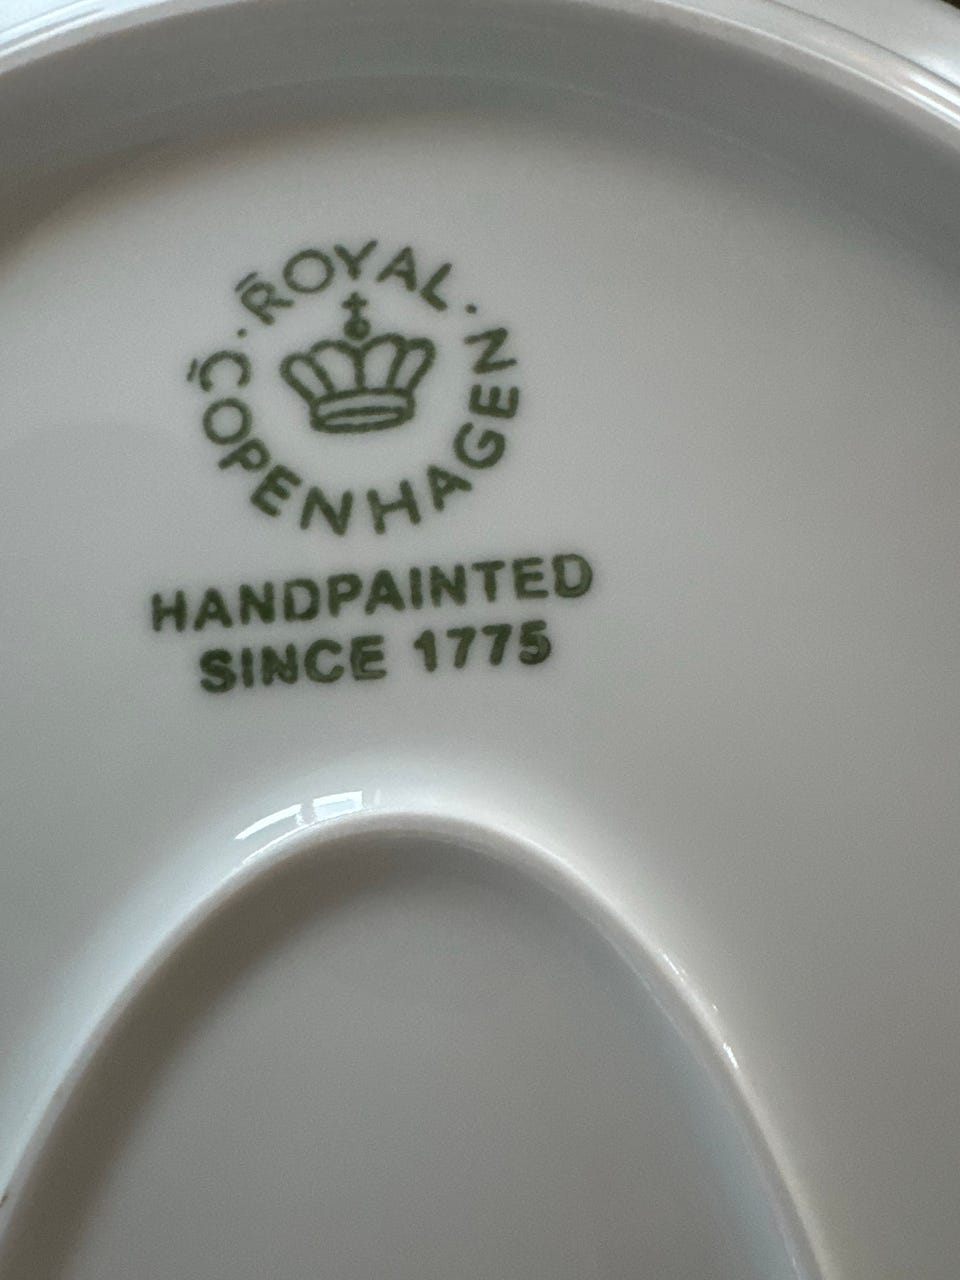 ROYAL
COPENHAGEN
HANDPAINTED
SINCE 1775